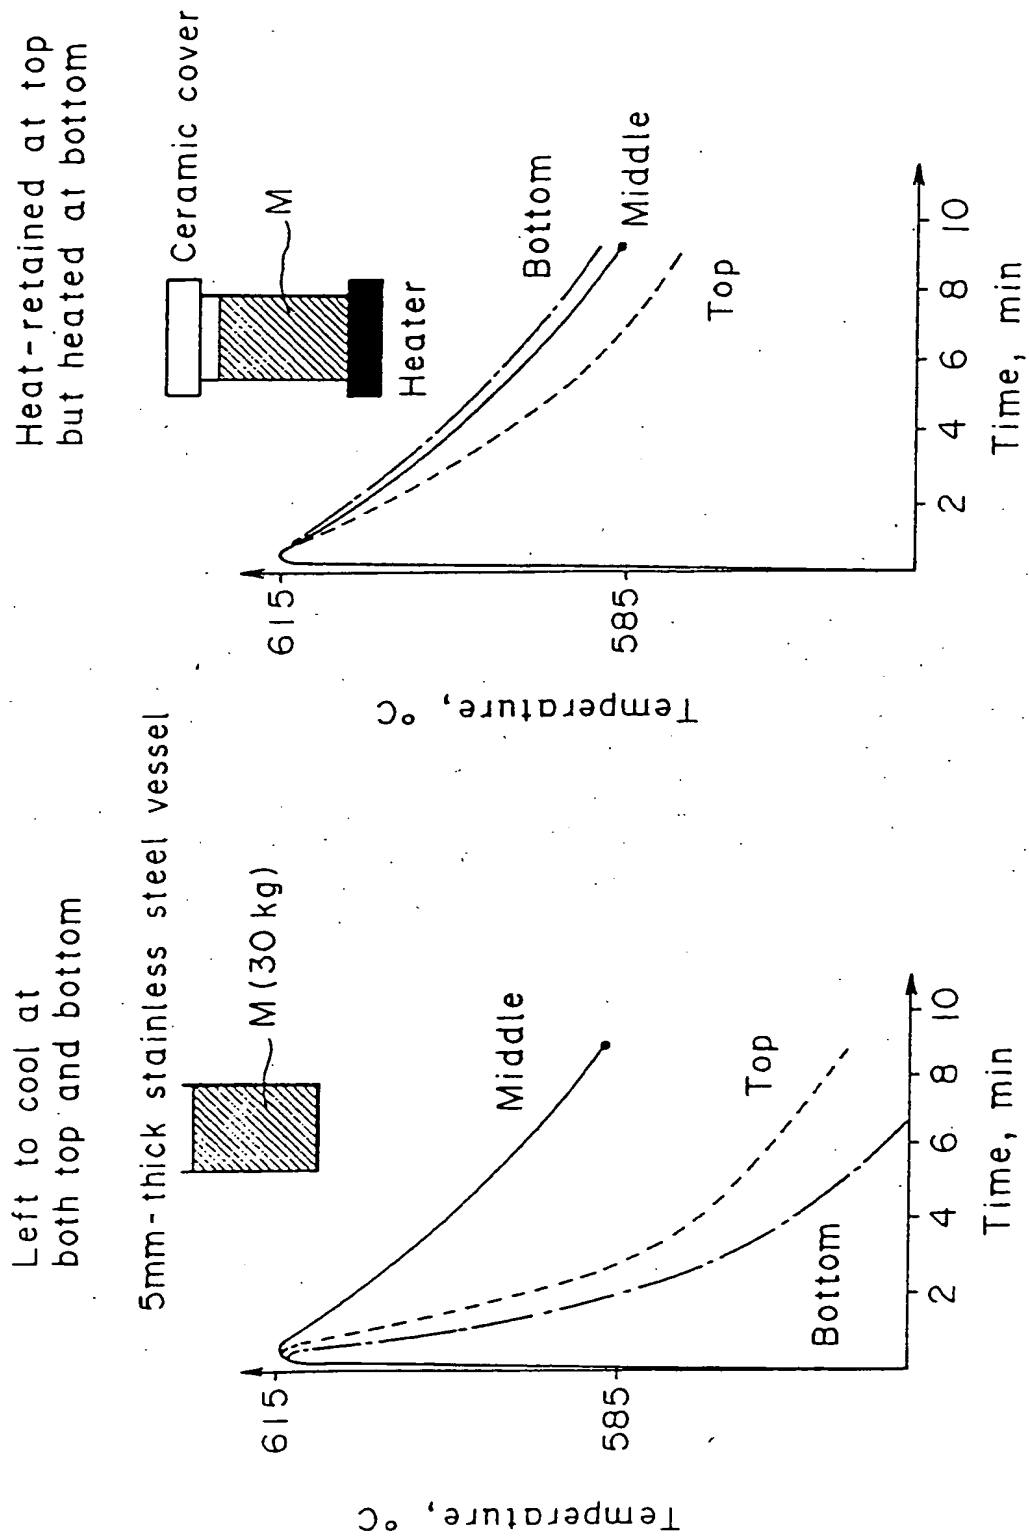 Left to cool at
both top and bottom
5mm-thick stainless steel vessel
M (30 kg)
Temperature, °C
615
585
Middle
Top
Bottom
2
4
6
8
10
Time, min
Heat-retained at top
but heated at bottom
Ceramic cover
M
Heater
Temperature, °C
615
585
Bottom
Middle
Top
2
4
6
8
10
Time, min